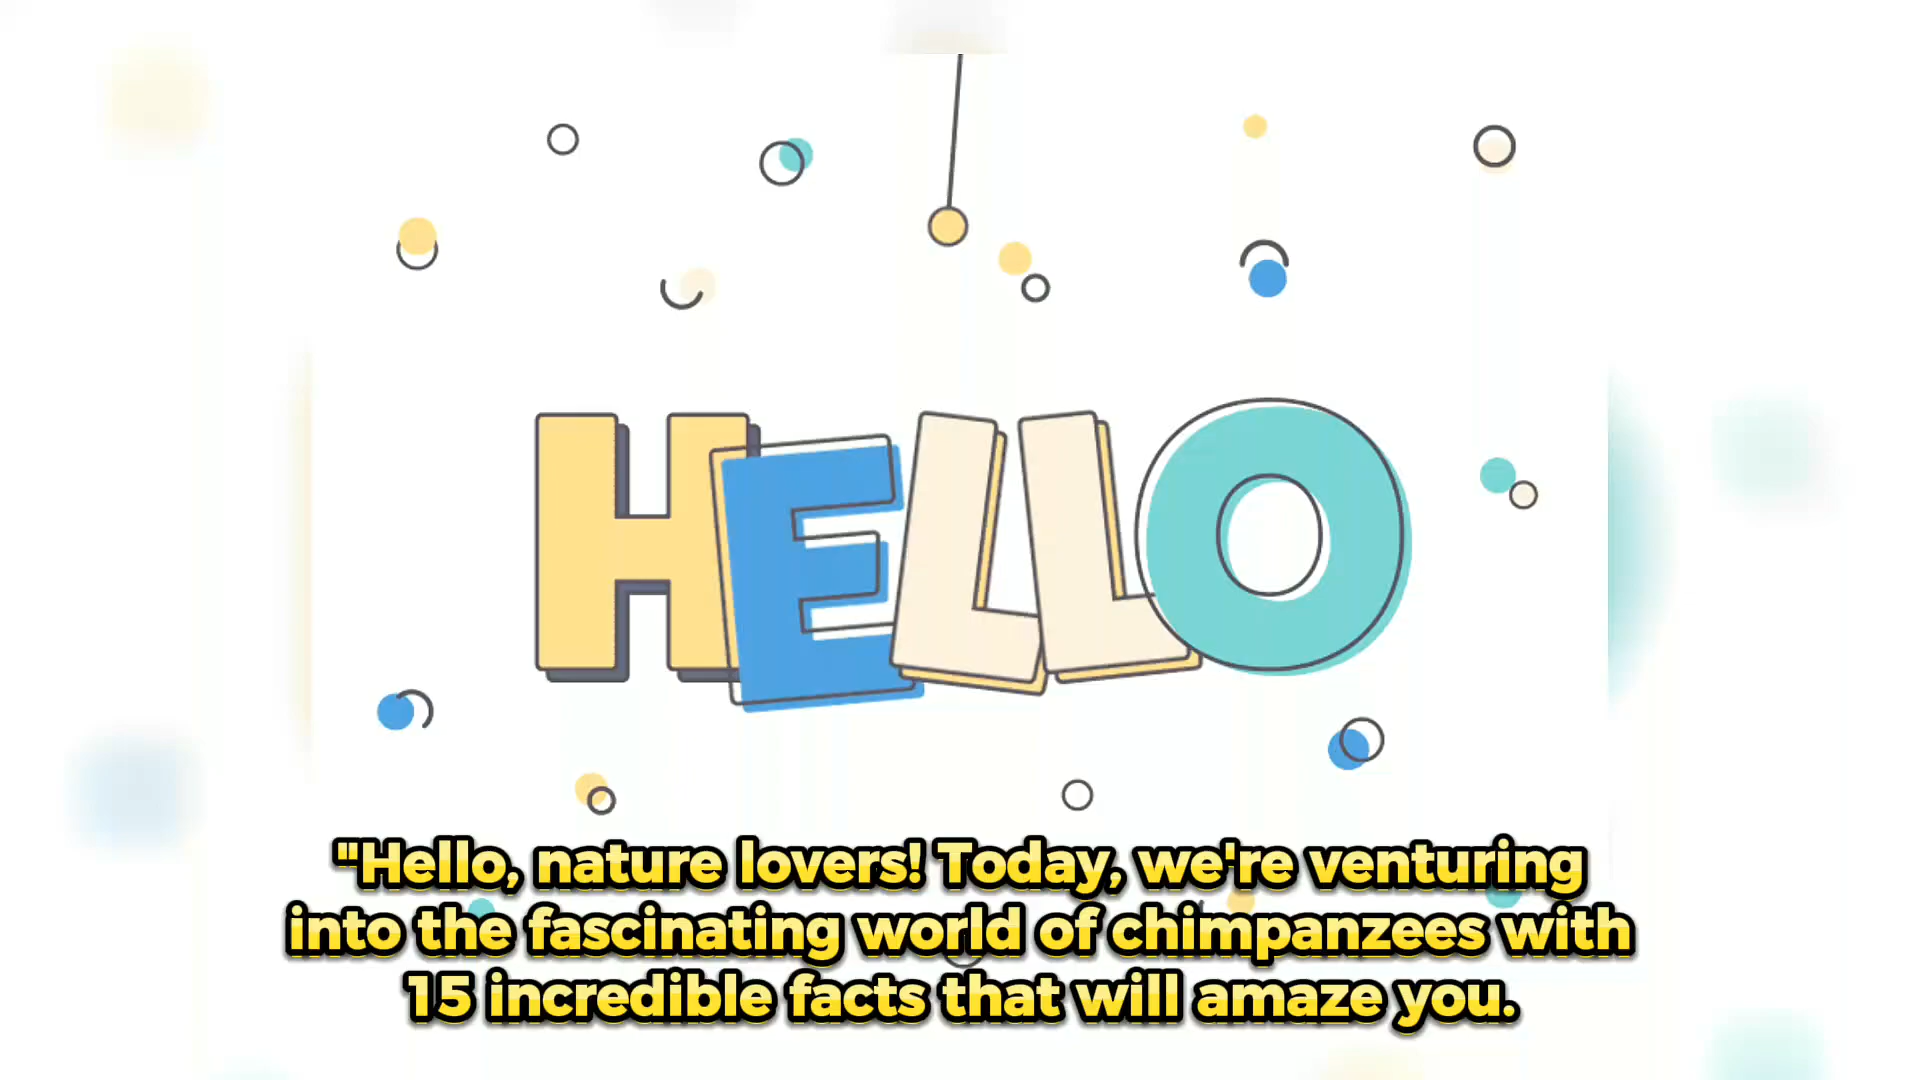 HELLO
"Hello, nature lovers! Today, we're venturing
into the fascinating world of chimpanzees with
15 incredible facts that will amaze you.